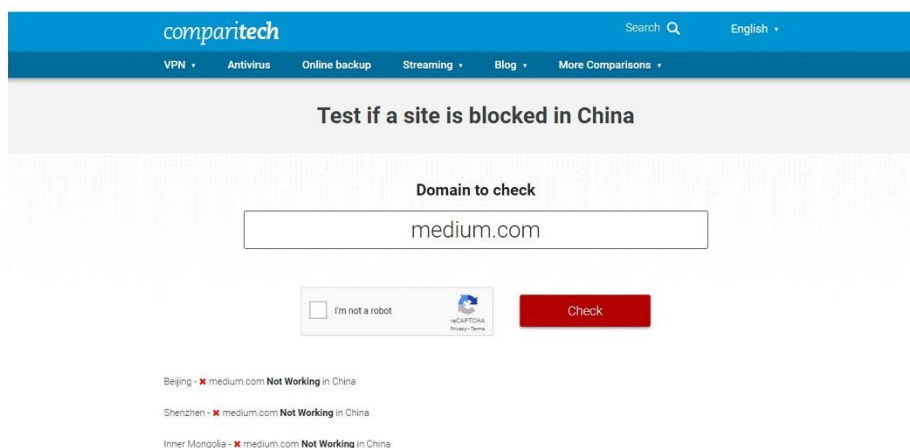 comparitech
Search
English
VPN
Antivirus
Online backup
Streaming
Blog
More Comparisons
Test if a site is blocked in China
Domain to check
medium.com
I'm not a robot
reCAPTCHA
Privacy - Terms
Check
Beijing - ✖ medium.com Not Working in China
Shenzhen - ✖ medium.com Not Working in China
Inner Mongolia - ✖ medium.com Not Working in China